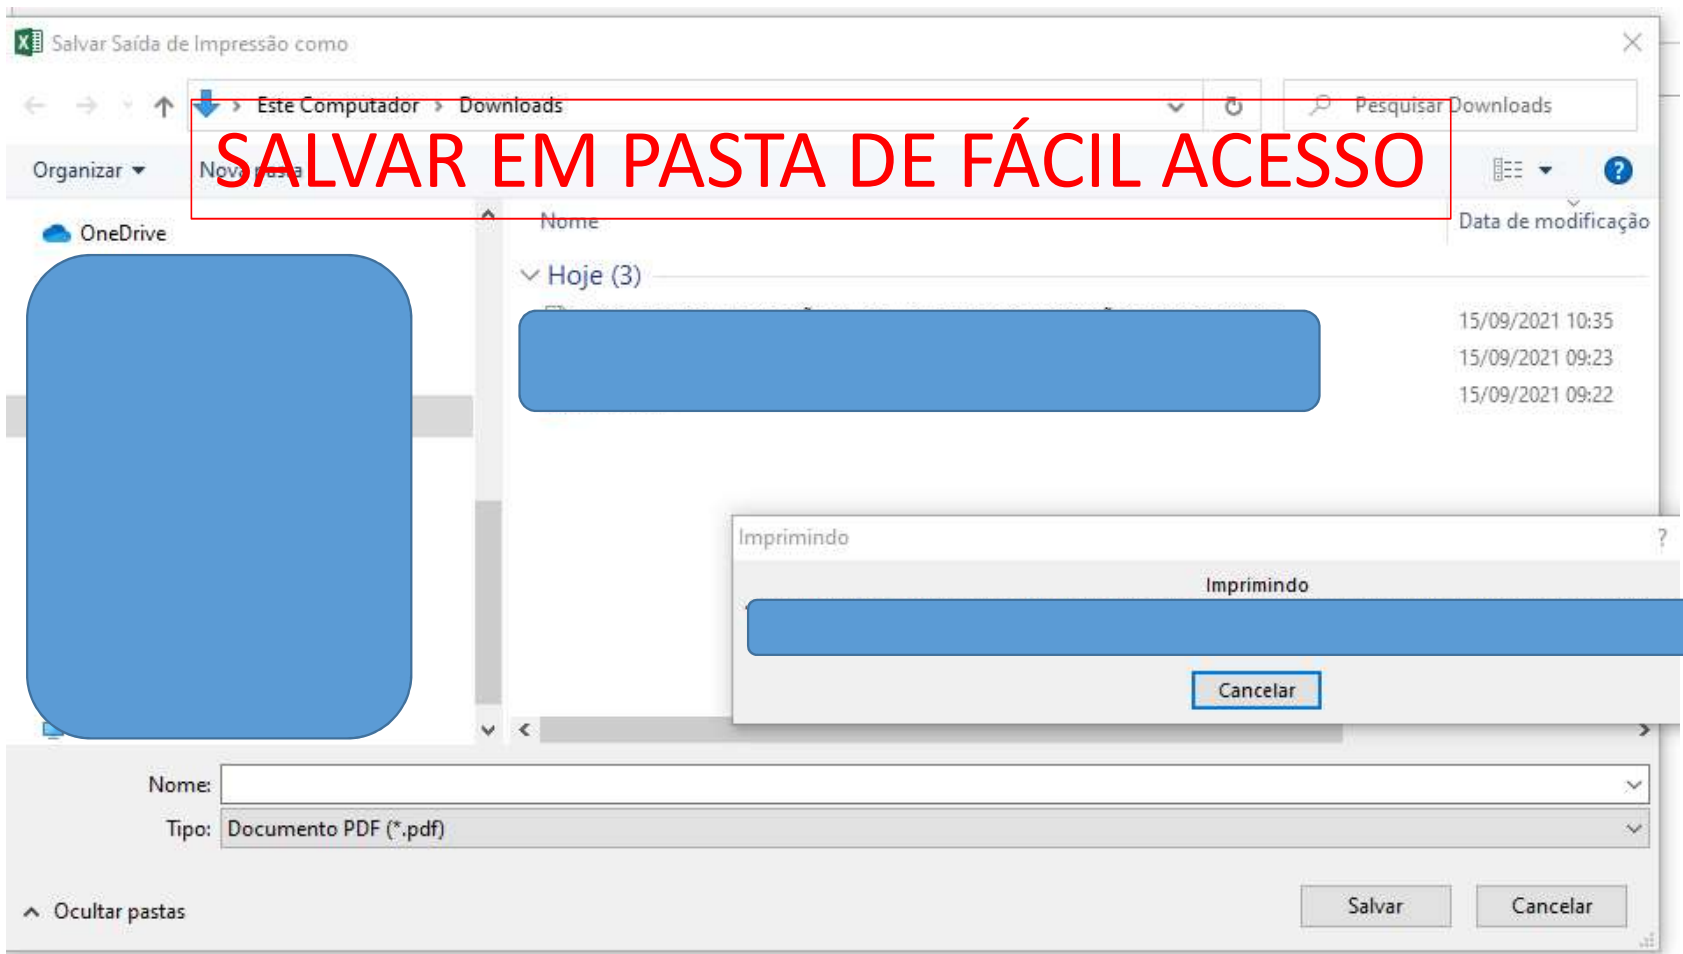 Salvar Saída de Impressão como
Este Computador > Downloads
Pesquisar Downloads
SALVAR EM PASTA DE FÁCIL ACESSO
Organizar
Nova pasta
OneDrive
Nome
Data de modificação
Hoje (3)
15/09/2021 10:35
15/09/2021 09:23
15/09/2021 09:22
Imprimindo
?
Imprimindo
Cancelar
Nome:
Tipo: Documento PDF (*.pdf)
Ocultar pastas
Salvar
Cancelar